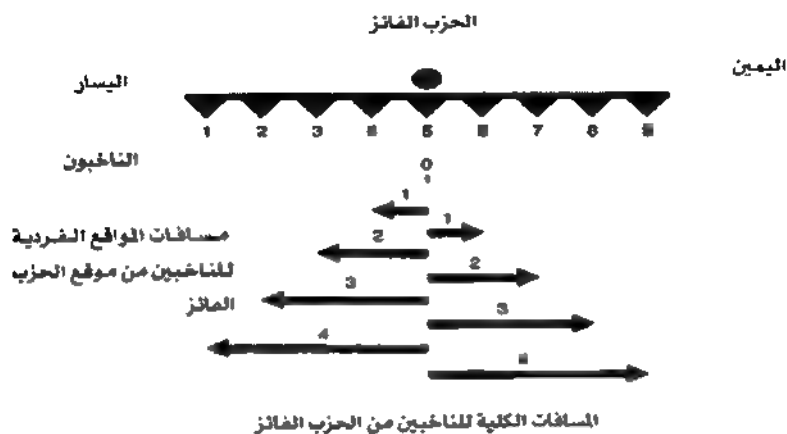 الحزب الفائز
اليمين
اليسار
1 2 3 4 5 6 7 8 9
الناخبون
0
1
1
مسافات المواقع الفردية
2
للناخبين من موقع الحزب
2
3
الفائز
3
4
المسافات الكلية للناخبين من الحزب الفائز